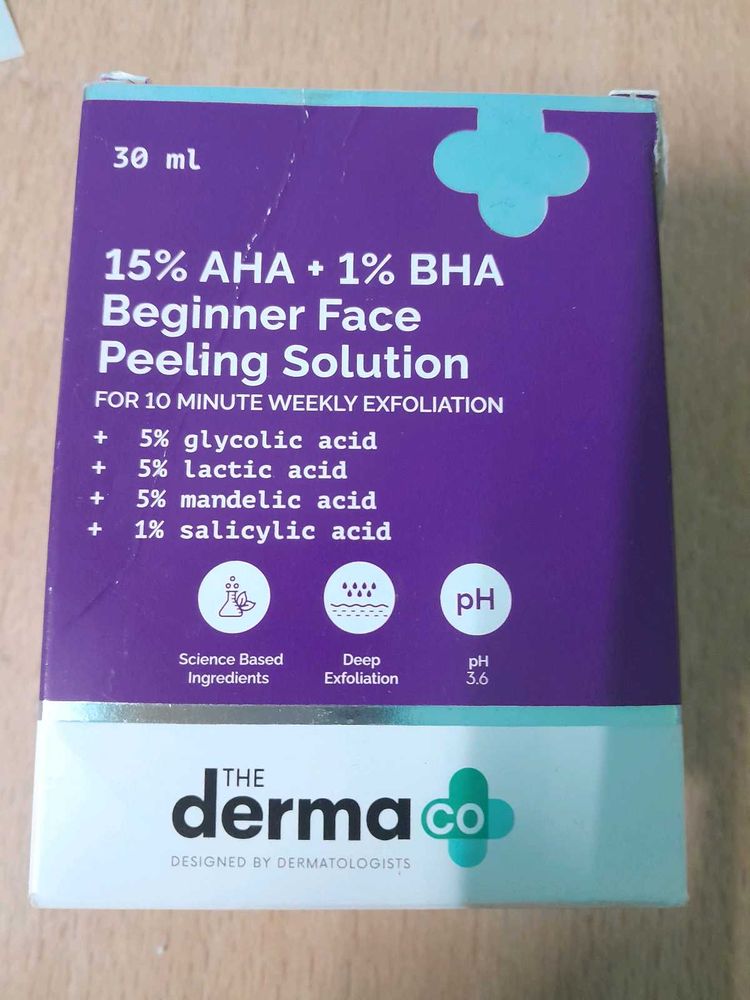 30 ml
15% AHA + 1% BHA
Beginner Face
Peeling Solution
FOR 10 MINUTE WEEKLY EXFOLIATION
+ 5% glycolic acid
+ 5% lactic acid
+ 5% mandelic acid
+ 1% salicylic acid
pH
Science Based
Ingredients
Deep
Exfoliation
pH
3.6
THE
derma co
DESIGNED BY DERMATOLOGISTS